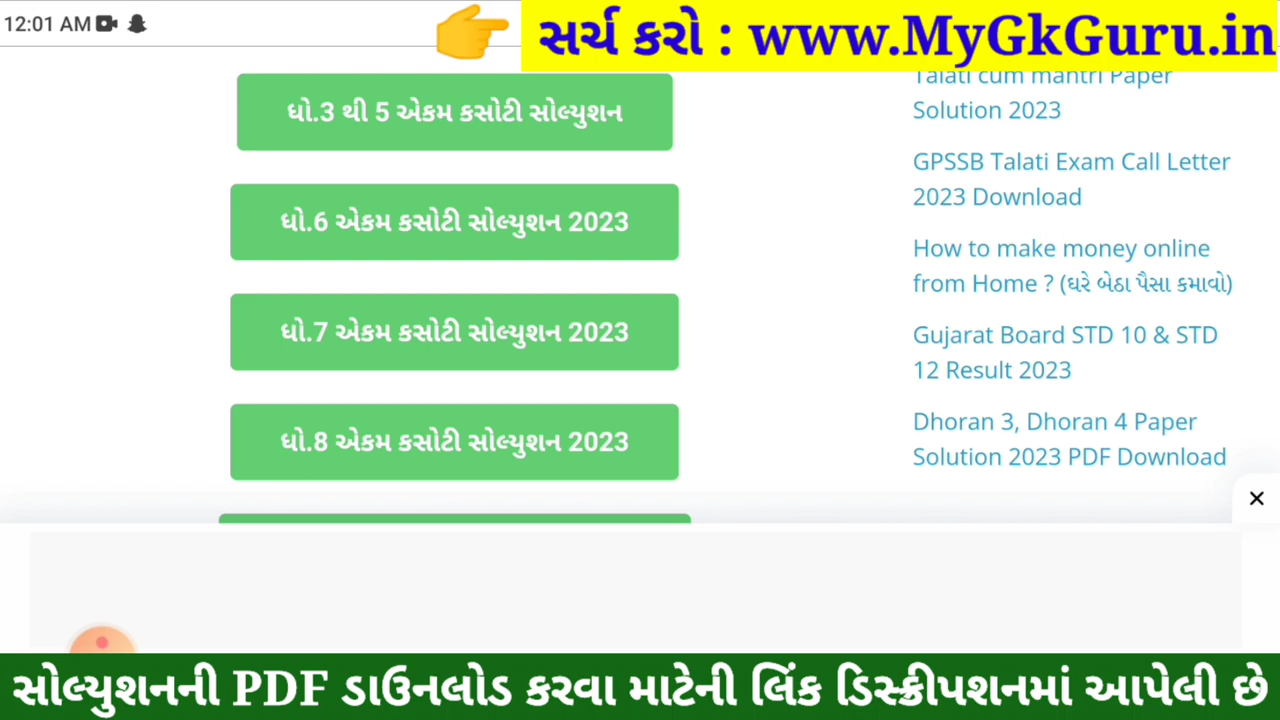 12:01 AM
સર્ચ કરો : www.MyGkGuru.in
ધો.3 થી 5 એકમ કસોટી સોલ્યુશન
ધો.6 એકમ કસોટી સોલ્યુશન 2023
ધો.7 એકમ કસોટી સોલ્યુશન 2023
ધો.8 એકમ કસોટી સોલ્યુશન 2023
Talati cum mantri Paper
Solution 2023
GPSSB Talati Exam Call Letter
2023 Download
How to make money online
from Home ? (ઘરે બેઠા પૈસા કમાવો)
Gujarat Board STD 10 & STD
12 Result 2023
Dhoran 3, Dhoran 4 Paper
Solution 2023 PDF Download
સોલ્યુશનની PDF ડાઉનલોડ કરવા માટેની લિંક ડિસ્ક્રીપશનમાં આપેલી છે